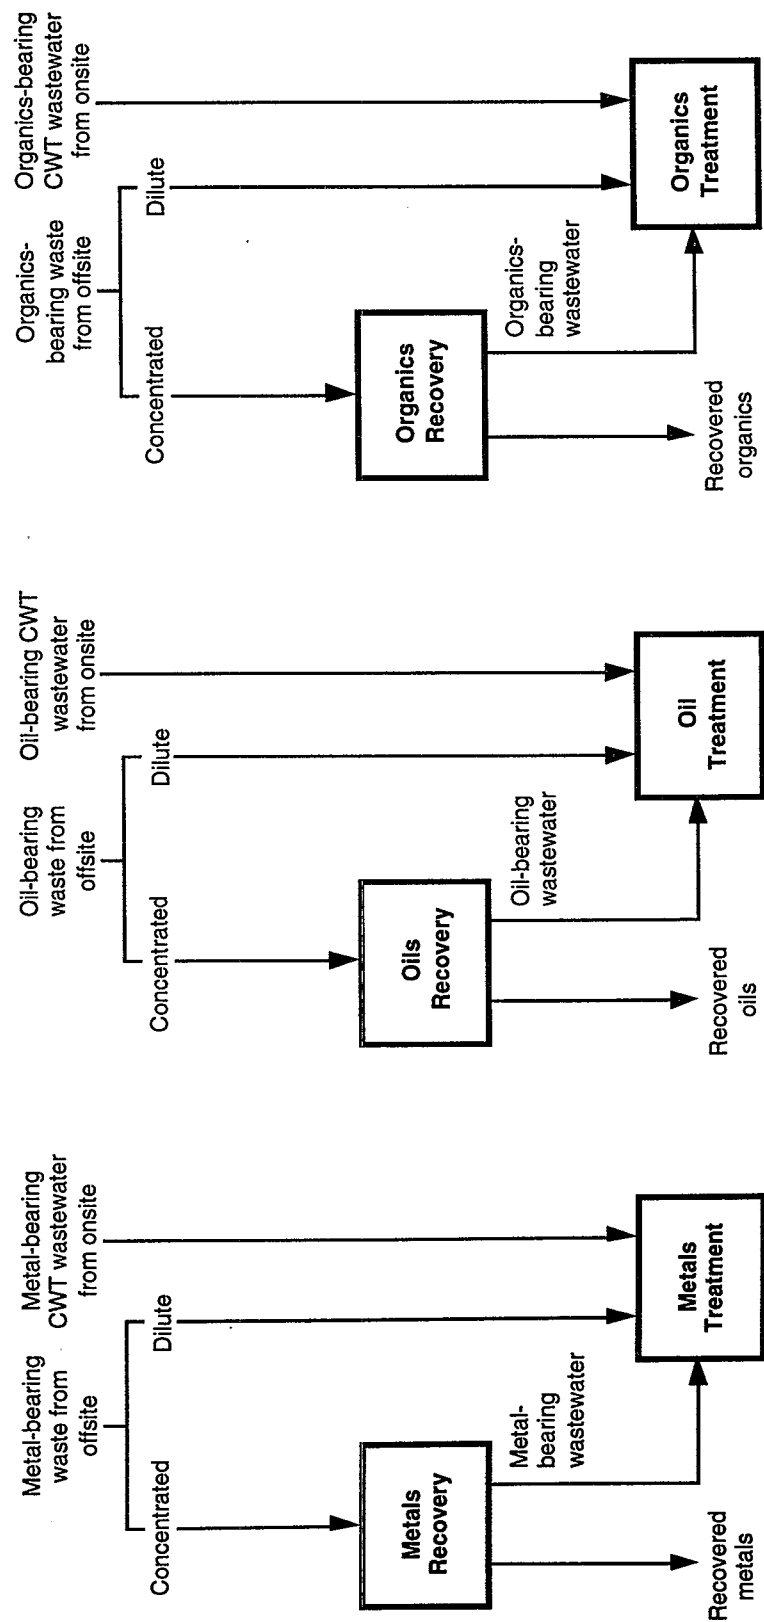 Metal-bearing
waste from
offsite
Metal-bearing
CWT wastewater
from onsite
Concentrated
Dilute
Metals
Recovery
Metal-
bearing
wastewater
Recovered
metals
Metals
Treatment
Oil-bearing
waste from
offsite
Oil-bearing CWT
wastewater
from onsite
Concentrated
Dilute
Oils
Recovery
Oil-bearing
wastewater
Recovered
oils
Oil
Treatment
Organics-
bearing waste
from offsite
Organics-bearing
CWT wastewater
from onsite
Concentrated
Dilute
Organics
Recovery
Organics-
bearing
wastewater
Recovered
organics
Organics
Treatment